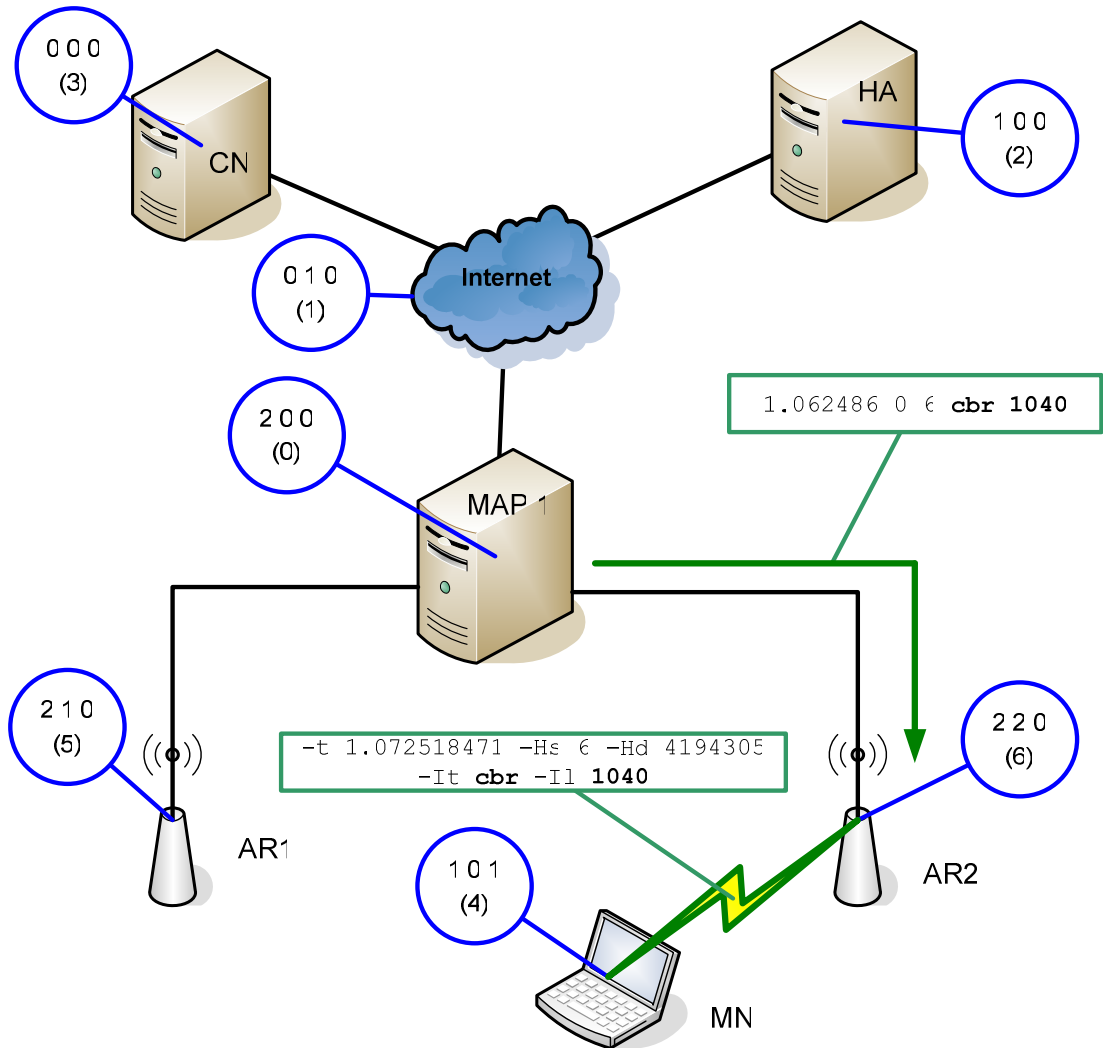 0 0 0
(3)
CN
HA
1 0 0
(2)
0 1 0
(1)
Internet
1.062486 0 6 cbr 1040
2 0 0
(0)
MAP 1
2 1 0
(5)
-t 1.072518471 -Hs 6 -Hd 4194305
-It cbr -Il 1040
2 2 0
(6)
AR1
1 0 1
(4)
AR2
MN